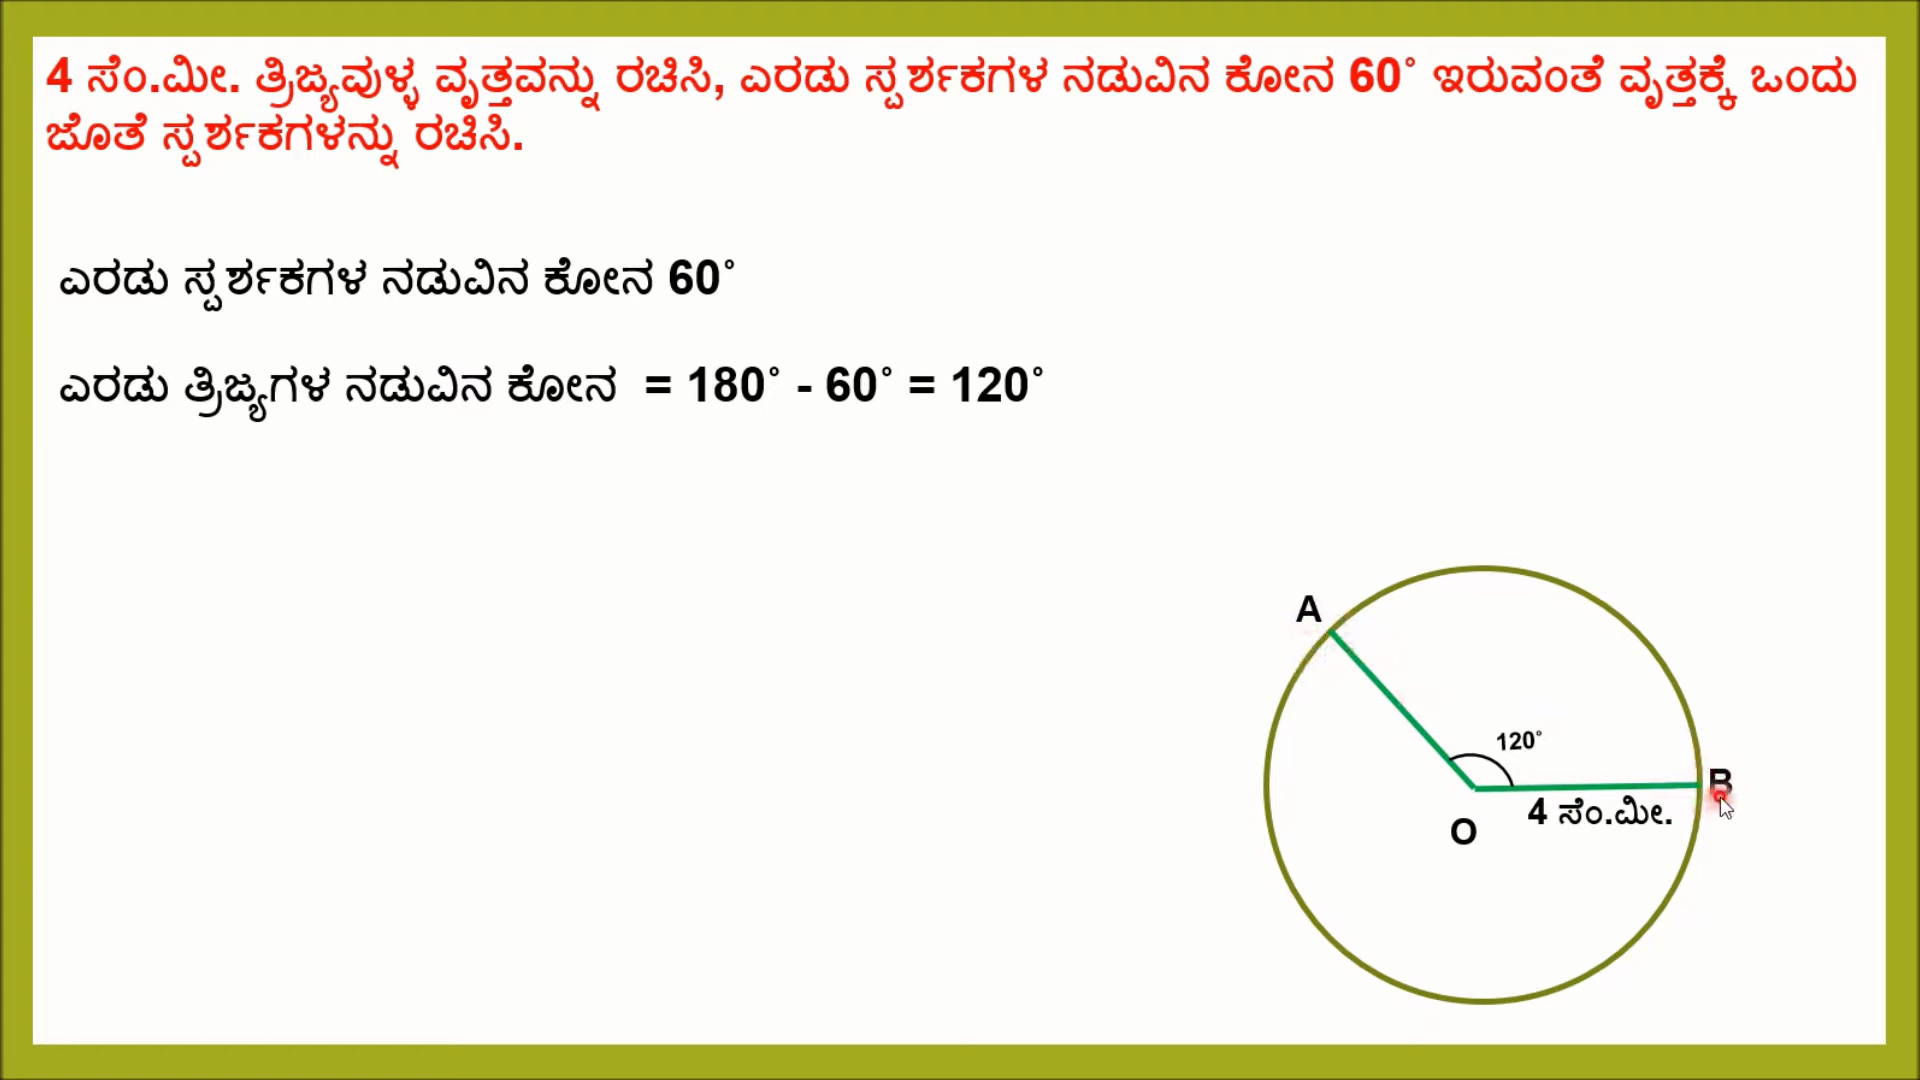 4 ಸೆಂ.ಮೀ. ತ್ರಿಜ್ಯವುಳ್ಳ ವೃತ್ತವನ್ನು ರಚಿಸಿ, ಎರಡು ಸ್ಪರ್ಶಕಗಳ ನಡುವಿನ ಕೋನ 60˚ ಇರುವಂತೆ ವೃತ್ತಕ್ಕೆ ಒಂದು
ಜೊತೆ ಸ್ಪರ್ಶಕಗಳನ್ನು ರಚಿಸಿ.
ಎರಡು ಸ್ಪರ್ಶಕಗಳ ನಡುವಿನ ಕೋನ 60˚
ಎರಡು ತ್ರಿಜ್ಯಗಳ ನಡುವಿನ ಕೋನ = 180˚ - 60˚ = 120˚
A
120˚
B
4 ಸೆಂ.ಮೀ.
O